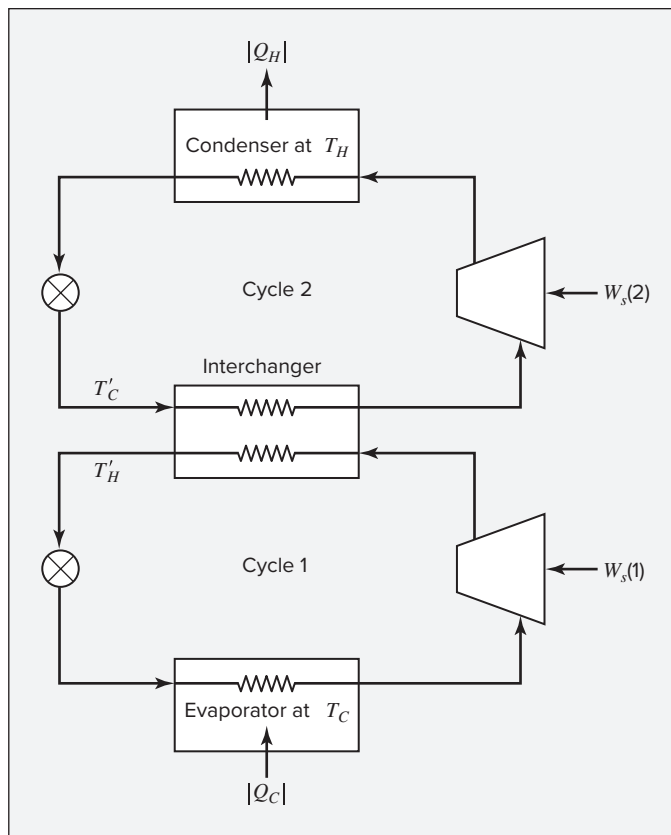 |Q_H|
Condenser at T_H
Cycle 2
W_s(2)
Interchanger
T'_C
T'_H
Cycle 1
W_s(1)
Evaporator at T_C
|Q_C|